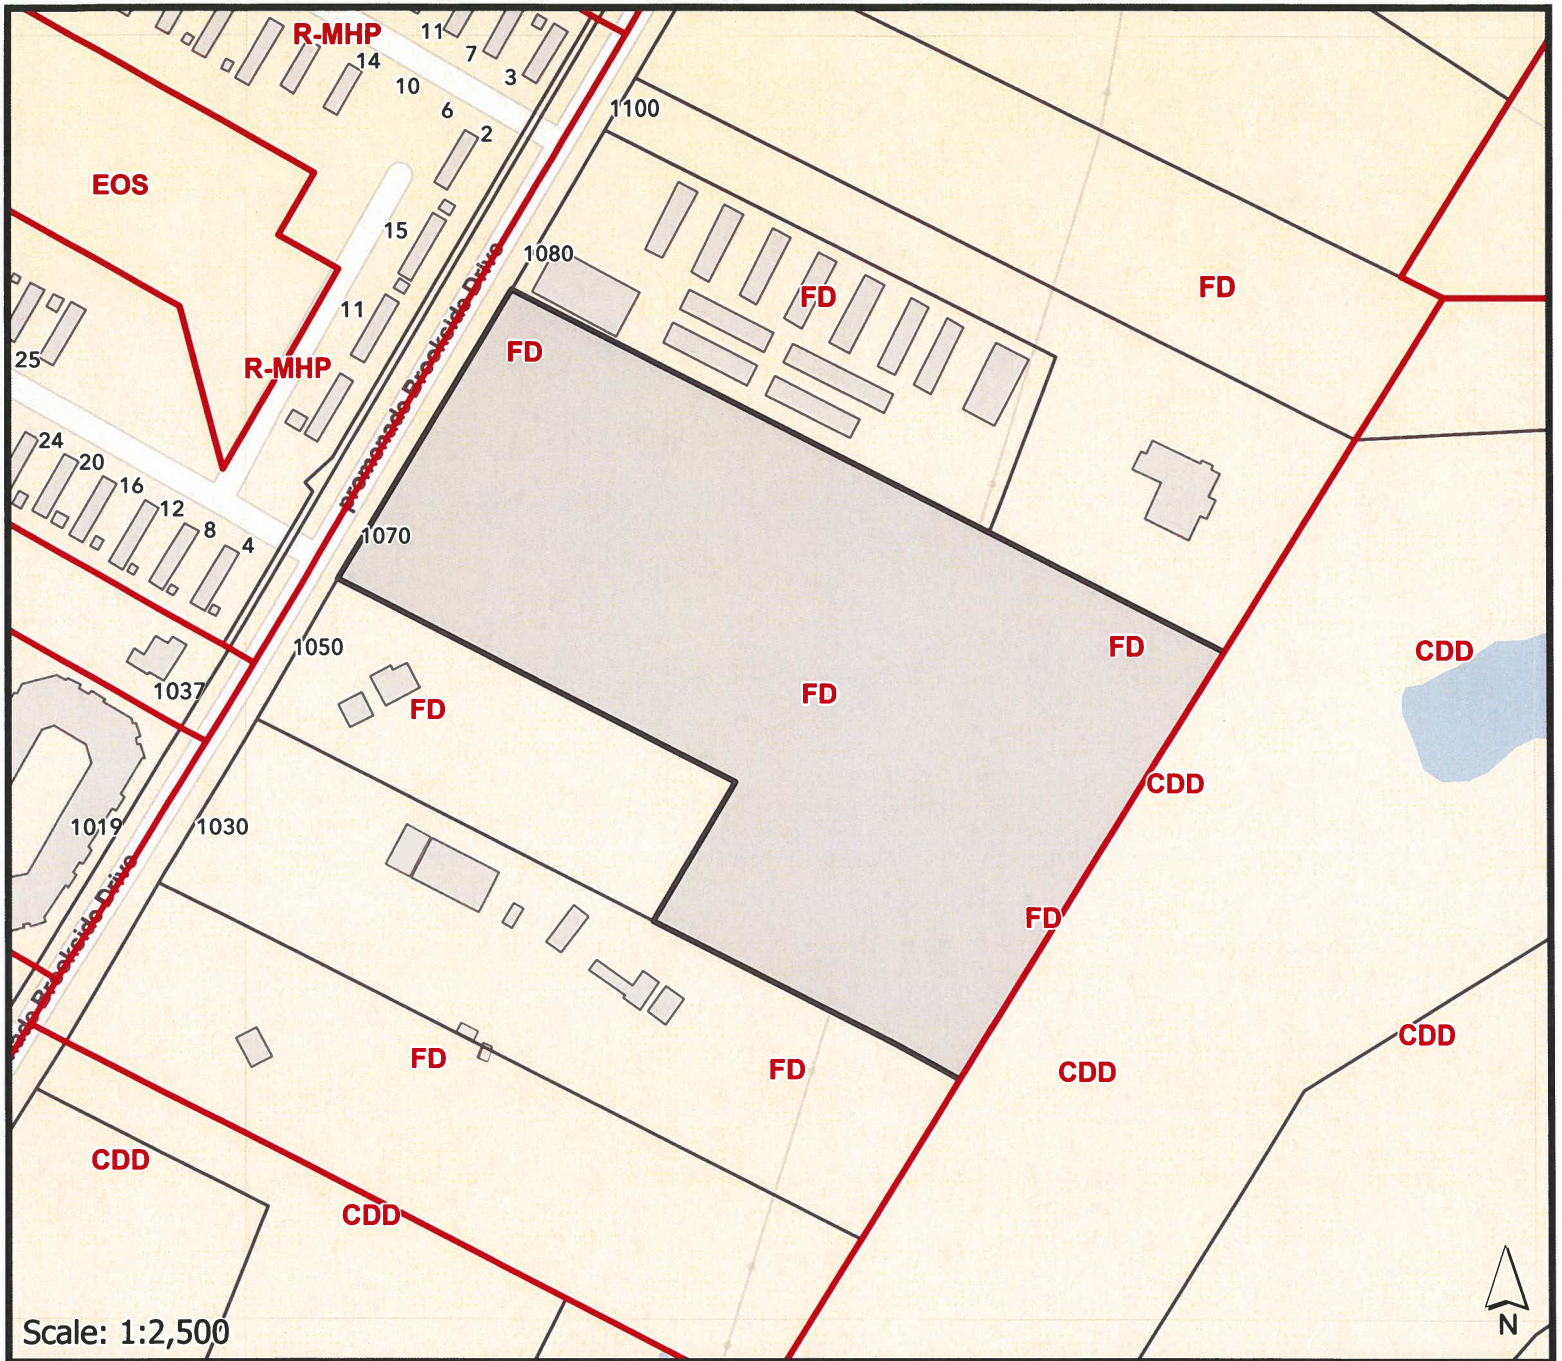 R-MHP
11
7
3
14
10
6
2
1100
EOS
15
1080
FD
FD
11
FD
25
R-MHP
promenade Brookside Drive
24
20
16
12
8
4
1070
1050
FD
CDD
1037
FD
FD
CDD
1019
1030
FD
Brookside Drive
CDD
FD
FD
CDD
CDD
CDD
Scale: 1:2,500
N